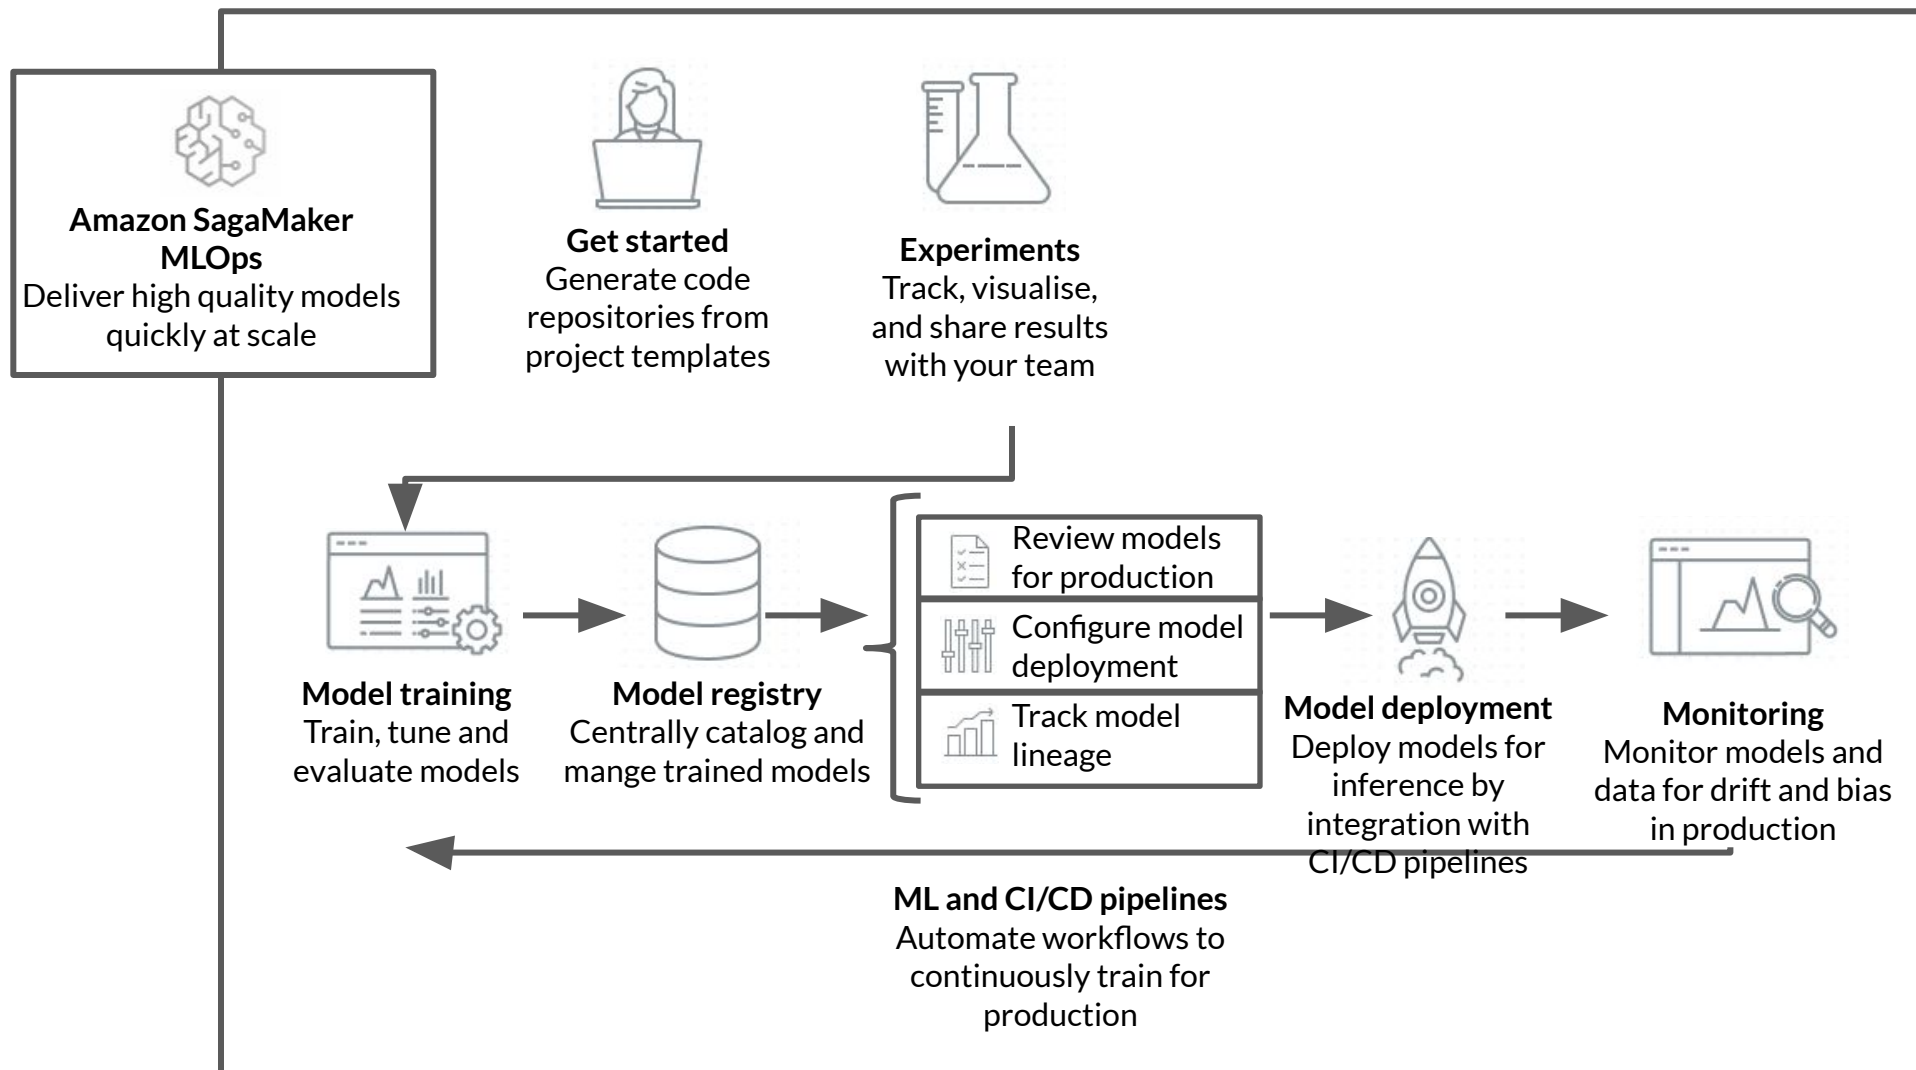 Amazon SagaMaker
MLOps
Deliver high quality models
quickly at scale
Get started
Generate code
repositories from
project templates
Experiments
Track, visualise,
and share results
with your team
Model training
Train, tune and
evaluate models
Model registry
Centrally catalog and
mange trained models
Review models
for production
Configure model
deployment
Track model
lineage
Model deployment
Deploy models for
inference by
integration with
CI/CD pipelines
Monitoring
Monitor models and
data for drift and bias
in production
ML and CI/CD pipelines
Automate workflows to
continuously train for
production